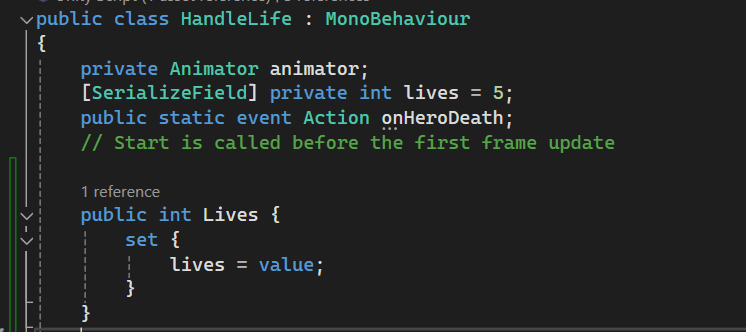 public class HandleLife : MonoBehaviour
{
private Animator animator;
[SerializeField] private int lives = 5;
public static event Action onHeroDeath;
// Start is called before the first frame update
1 reference
public int Lives {
set {
lives = value;
}
}